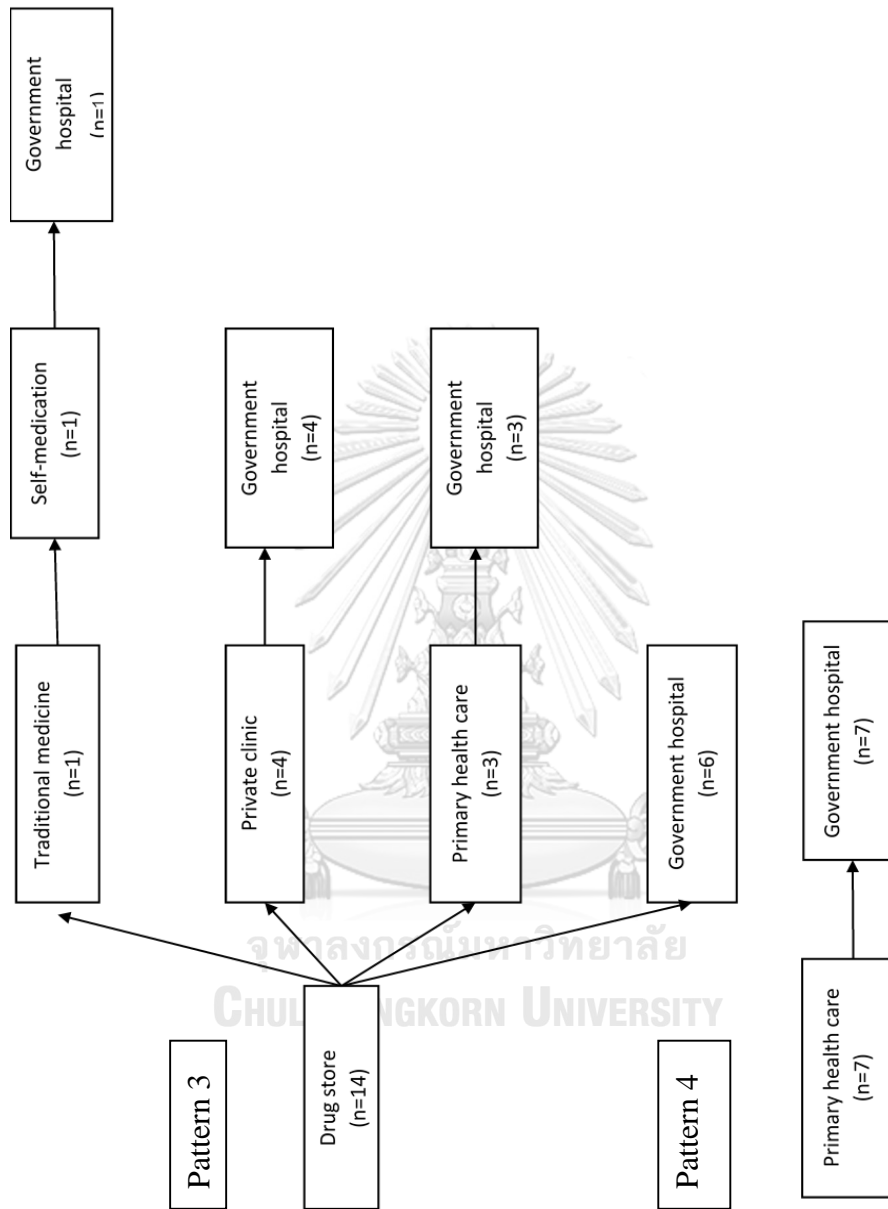 Pattern 3
Drug store
(n=14)
Traditional medicine
(n=1)
Self-medication
(n=1)
Government
hospital
(n=1)
Private clinic
(n=4)
Government
hospital
(n=4)
Primary health care
(n=3)
Government
hospital
(n=3)
Government hospital
(n=6)
Pattern 4
Primary health care
(n=7)
Government hospital
(n=7)
จุฬาลงกรณ์มหาวิทยาลัย
UNIVERSITY